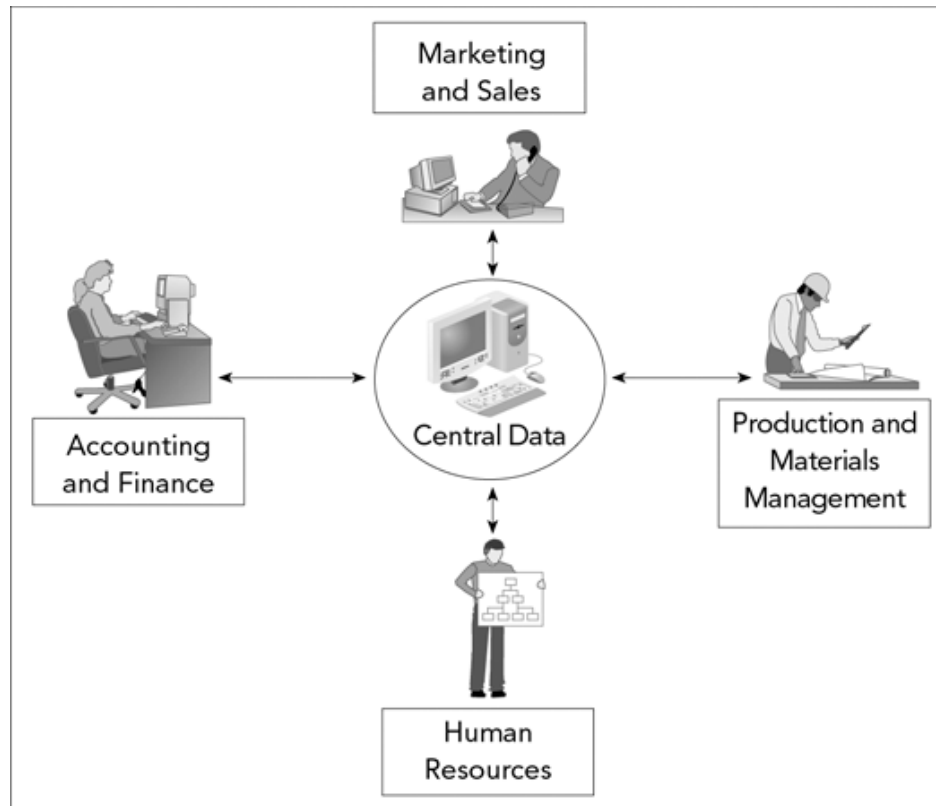 Marketing
and Sales
Central Data
Accounting
and Finance
Production and
Materials
Management
Human
Resources